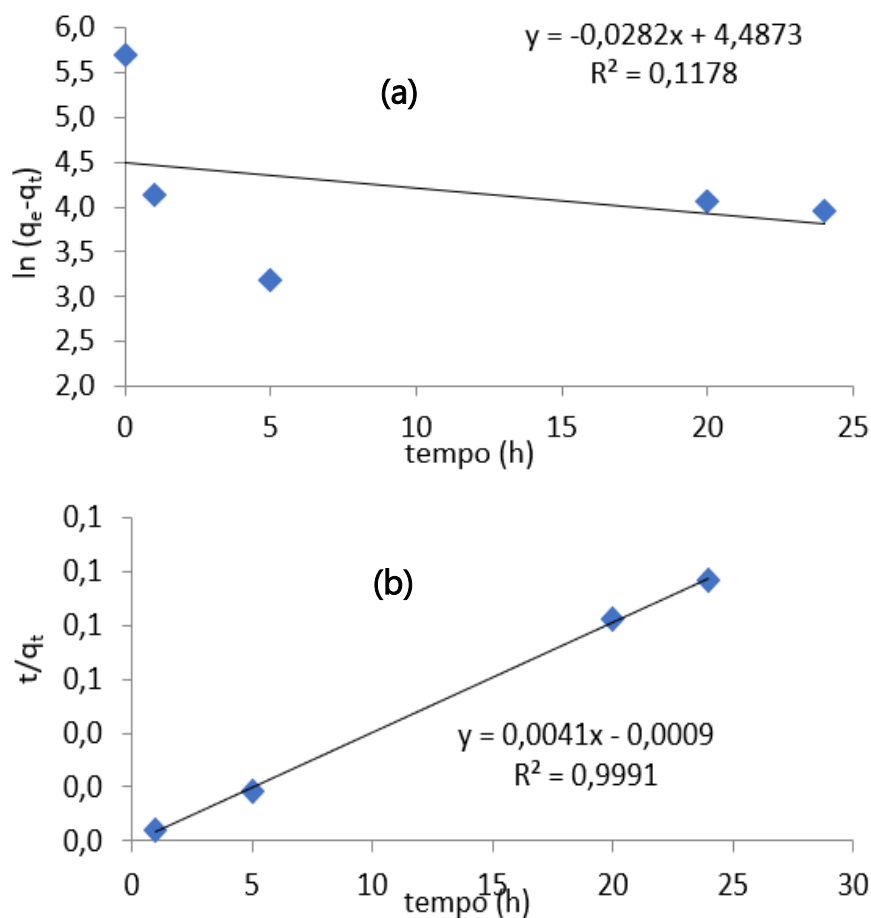 6,0
y = -0,0282x + 4,4873
5,5
R² = 0,1178
(a)
5,0
4,5
4,0
3,5
3,0
2,5
2,0
ln (qₑ-qₜ)
0 5 10 15 20 25
tempo (h)
0,1
0,1
(b)
0,1
0,1
0,0
y = 0,0041x - 0,0009
R² = 0,9991
0,0
0,0
t/qₜ
0 5 10 15 20 25 30
tempo (h)